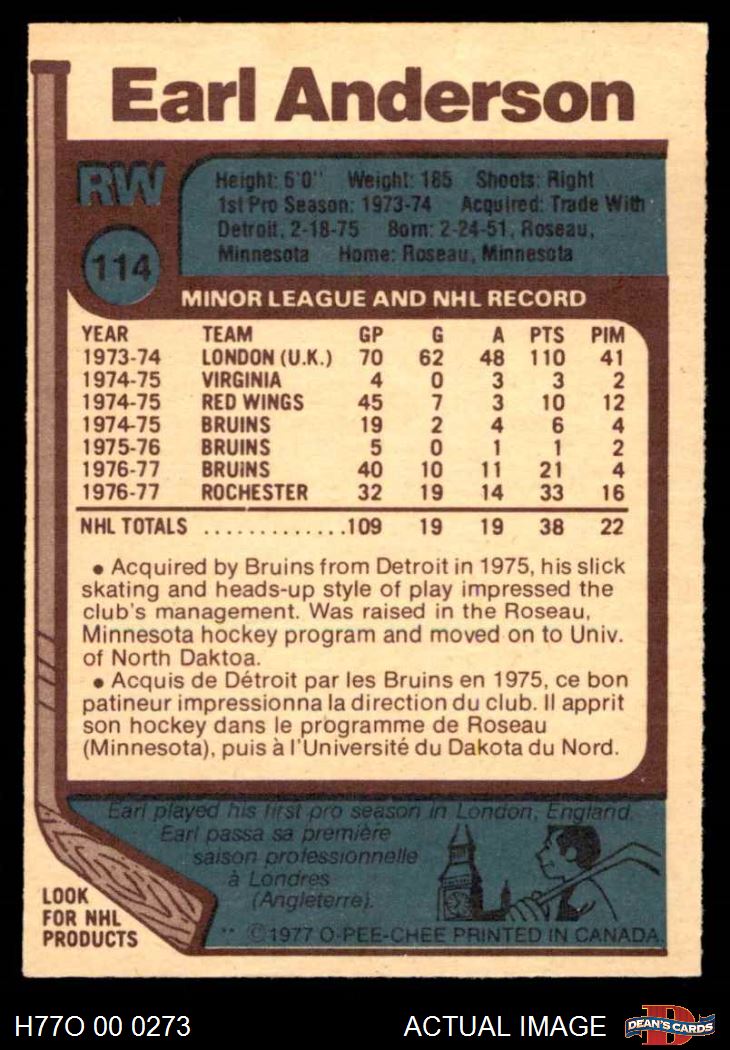 Earl Anderson
RW
114
Height: 6'0" Weight: 185 Shoots: Right
1st Pro Season: 1973-74 Acquired: Trade With
Detroit, 2-18-75 Born: 2-24-51, Roseau,
Minnesota Home: Roseau, Minnesota
MINOR LEAGUE AND NHL RECORD
YEAR TEAM GP G A PTS PIM
1973-74 LONDON (U.K.) 70 62 48 110 41
1974-75 VIRGINIA 4 0 3 3 2
1974-75 RED WINGS 45 7 3 10 12
1974-75 BRUINS 19 2 4 6 4
1975-76 BRUINS 5 0 1 1 2
1976-77 BRUINS 40 10 11 21 4
1976-77 ROCHESTER 32 19 14 33 16
NHL TOTALS ..............109 19 19 38 22
● Acquired by Bruins from Detroit in 1975, his slick
skating and heads-up style of play impressed the
club's management. Was raised in the Roseau,
Minnesota hockey program and moved on to Univ.
of North Daktoa.
● Acquis de Détroit par les Bruins en 1975, ce bon
patineur impressionna la direction du club. Il apprit
son hockey dans le programme de Roseau
(Minnesota), puis à l'Université du Dakota du Nord.
Earl played his first pro season in London, England.
Earl passa sa première
saison professionnelle
à Londres
(Angleterre).
LOOK
FOR NHL
PRODUCTS
** © 1977 O-PEE-CHEE PRINTED IN CANADA
H77O 00 0273
ACTUAL IMAGE
D
DEAN'S CARDS